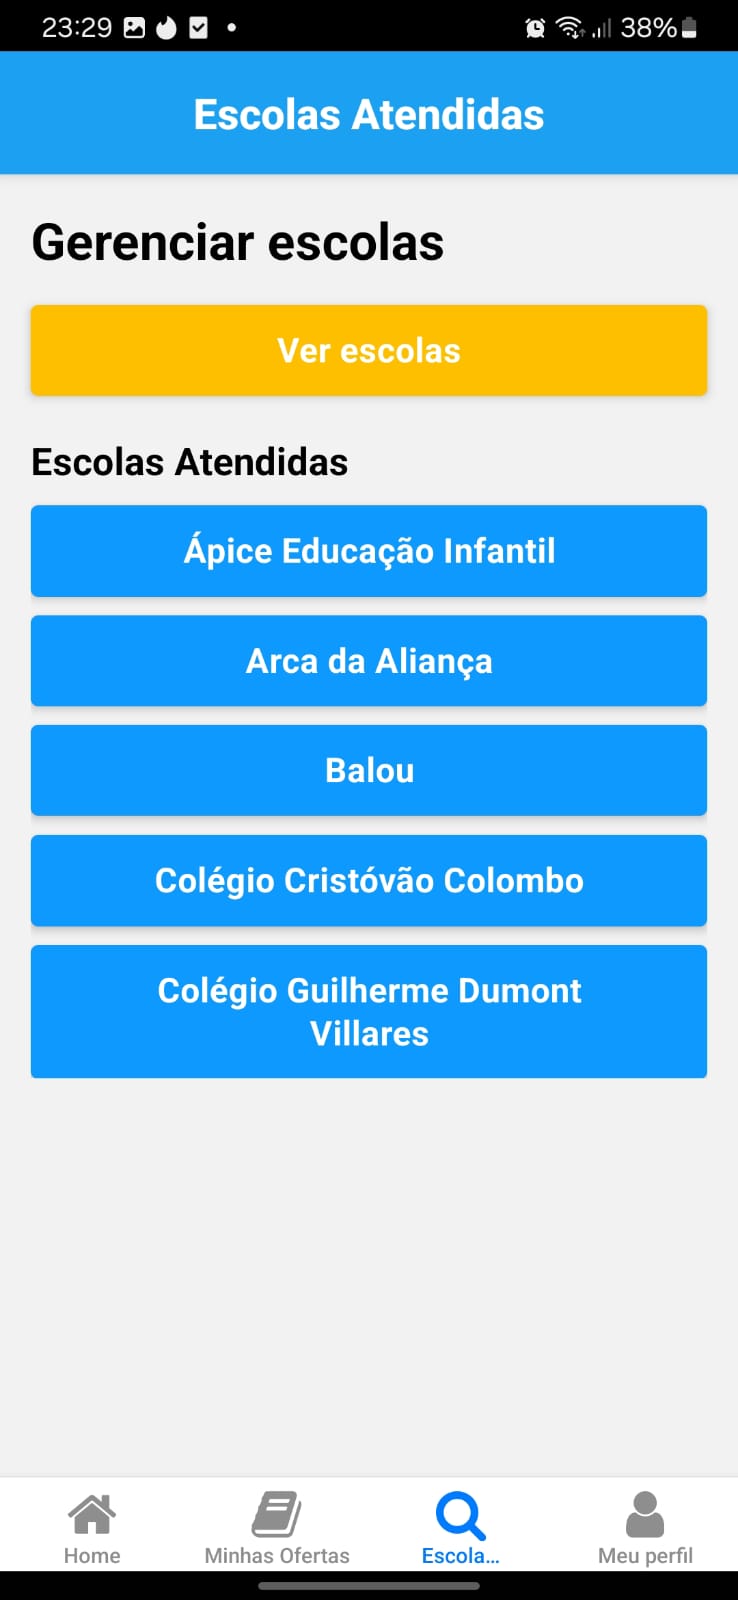 23:29
38%
Escolas Atendidas
Gerenciar escolas
Ver escolas
Escolas Atendidas
Ápice Educação Infantil
Arca da Aliança
Balou
Colégio Cristóvão Colombo
Colégio Guilherme Dumont
Villares
Home
Minhas Ofertas
Escola...
Meu perfil